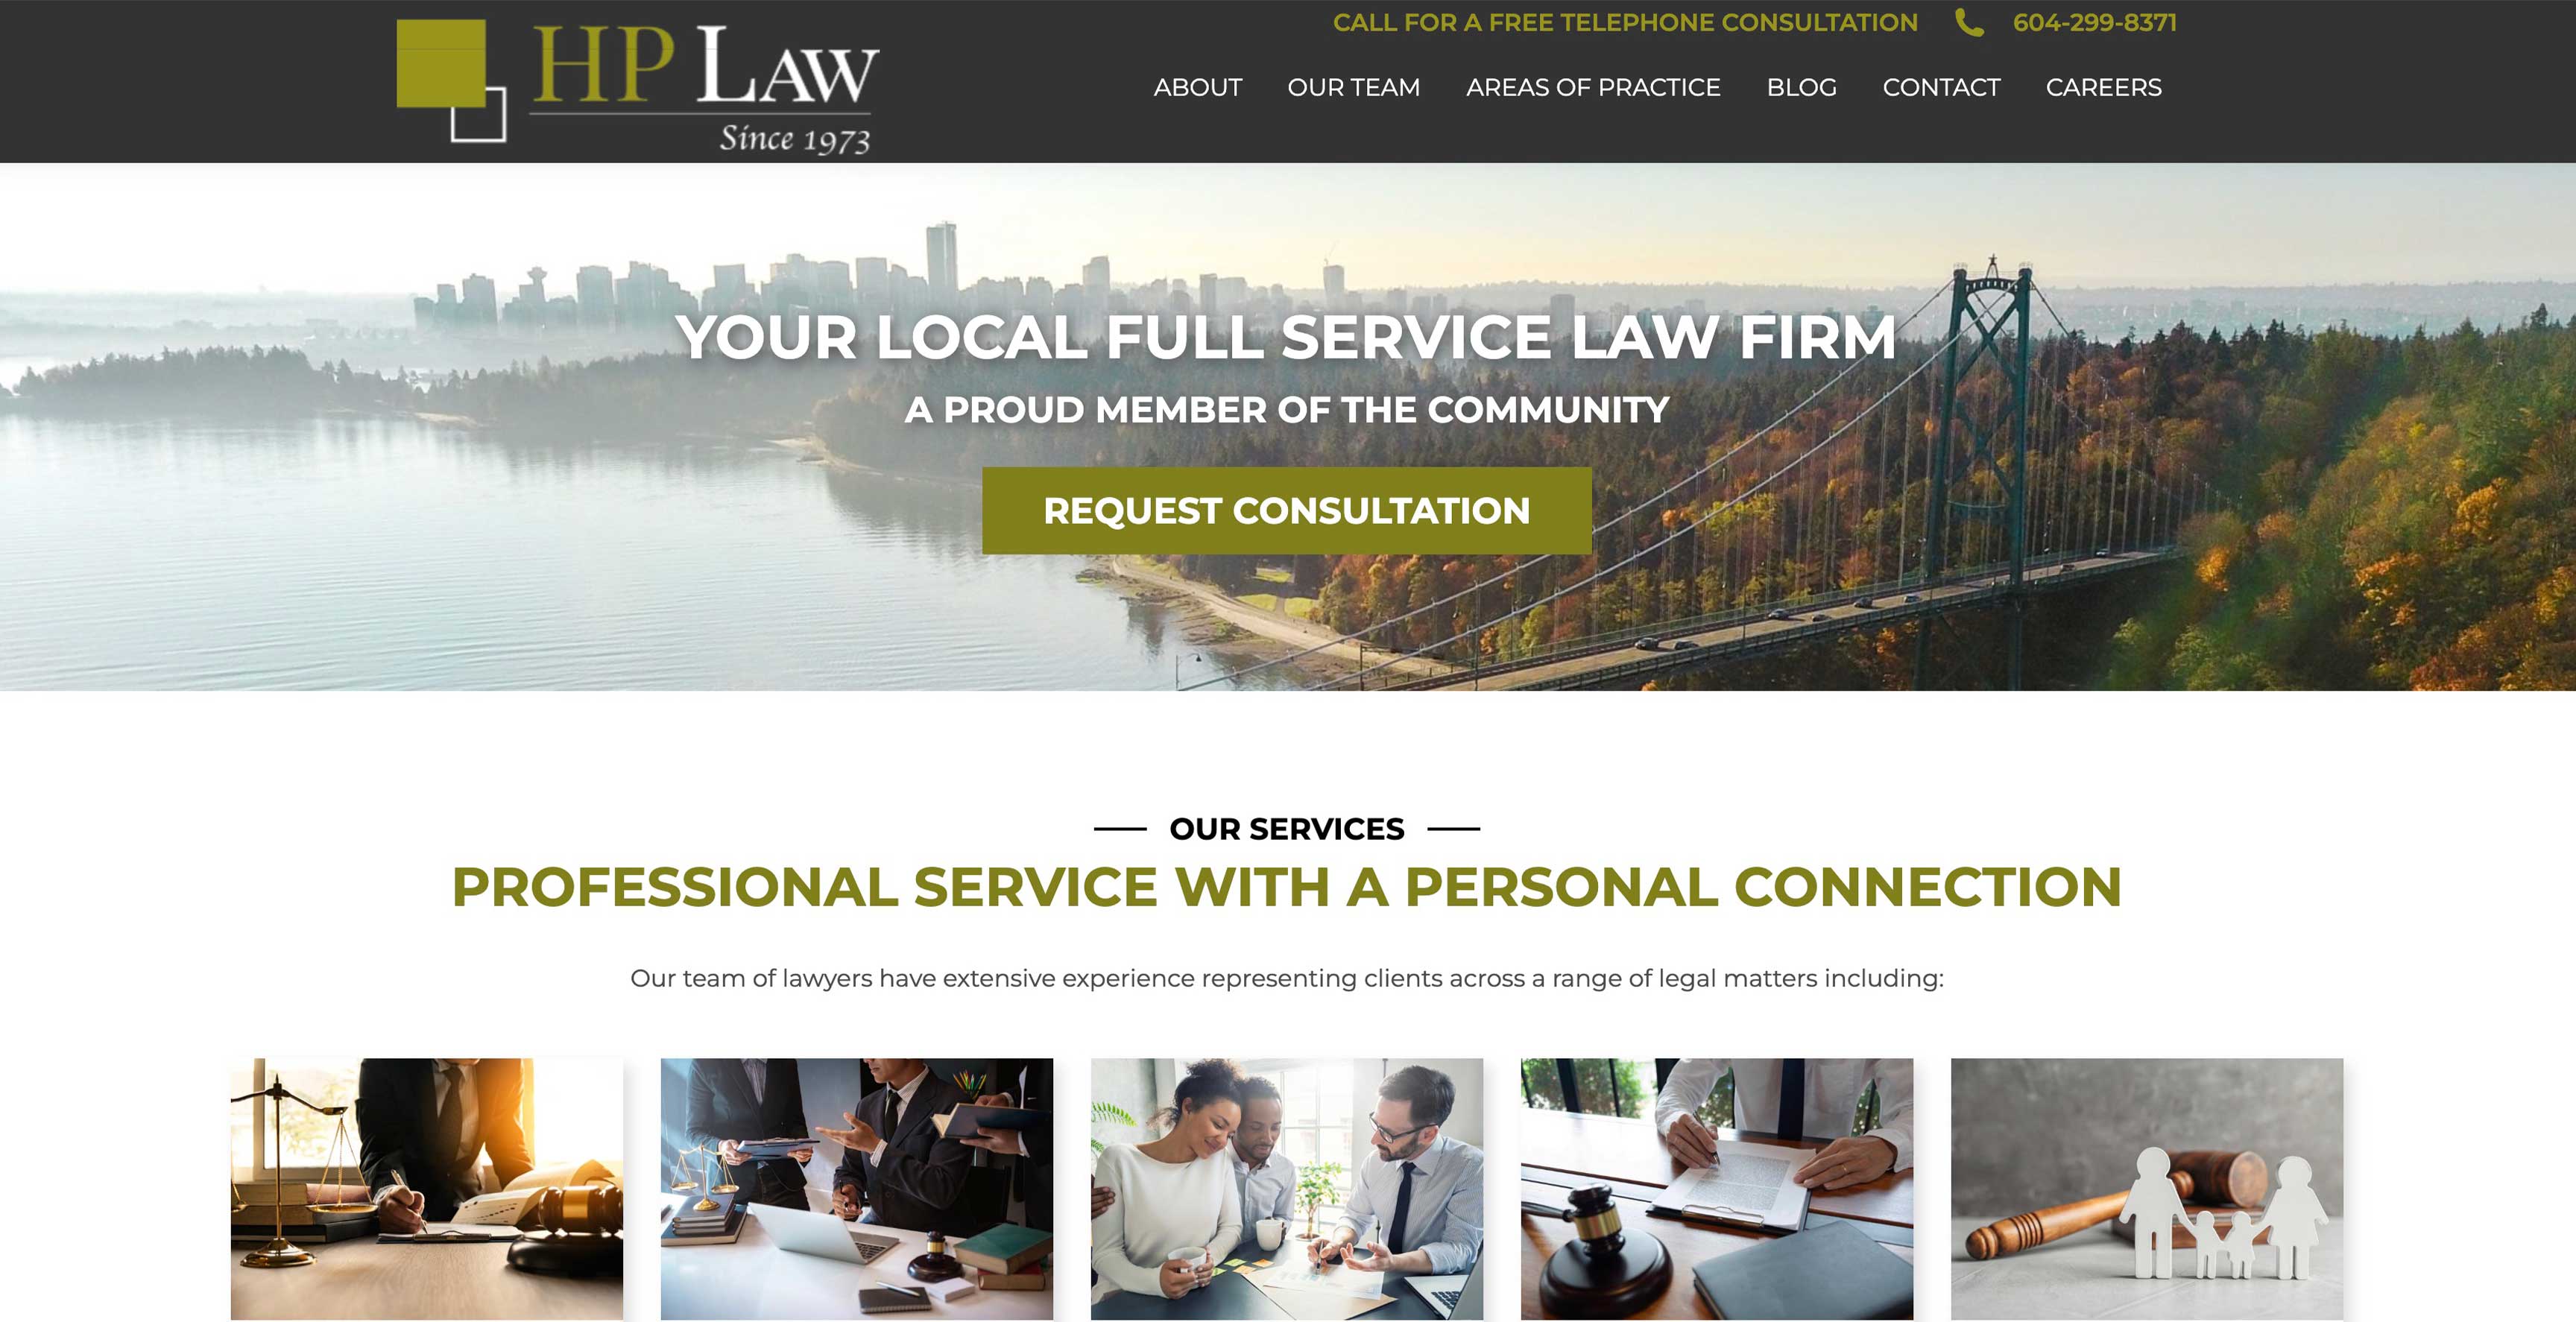 HP LAW
Since 1973
CALL FOR A FREE TELEPHONE CONSULTATION 604-299-8371
ABOUT OUR TEAM AREAS OF PRACTICE BLOG CONTACT CAREERS
YOUR LOCAL FULL SERVICE LAW FIRM
A PROUD MEMBER OF THE COMMUNITY
REQUEST CONSULTATION
OUR SERVICES
PROFESSIONAL SERVICE WITH A PERSONAL CONNECTION
Our team of lawyers have extensive experience representing clients across a range of legal matters including: